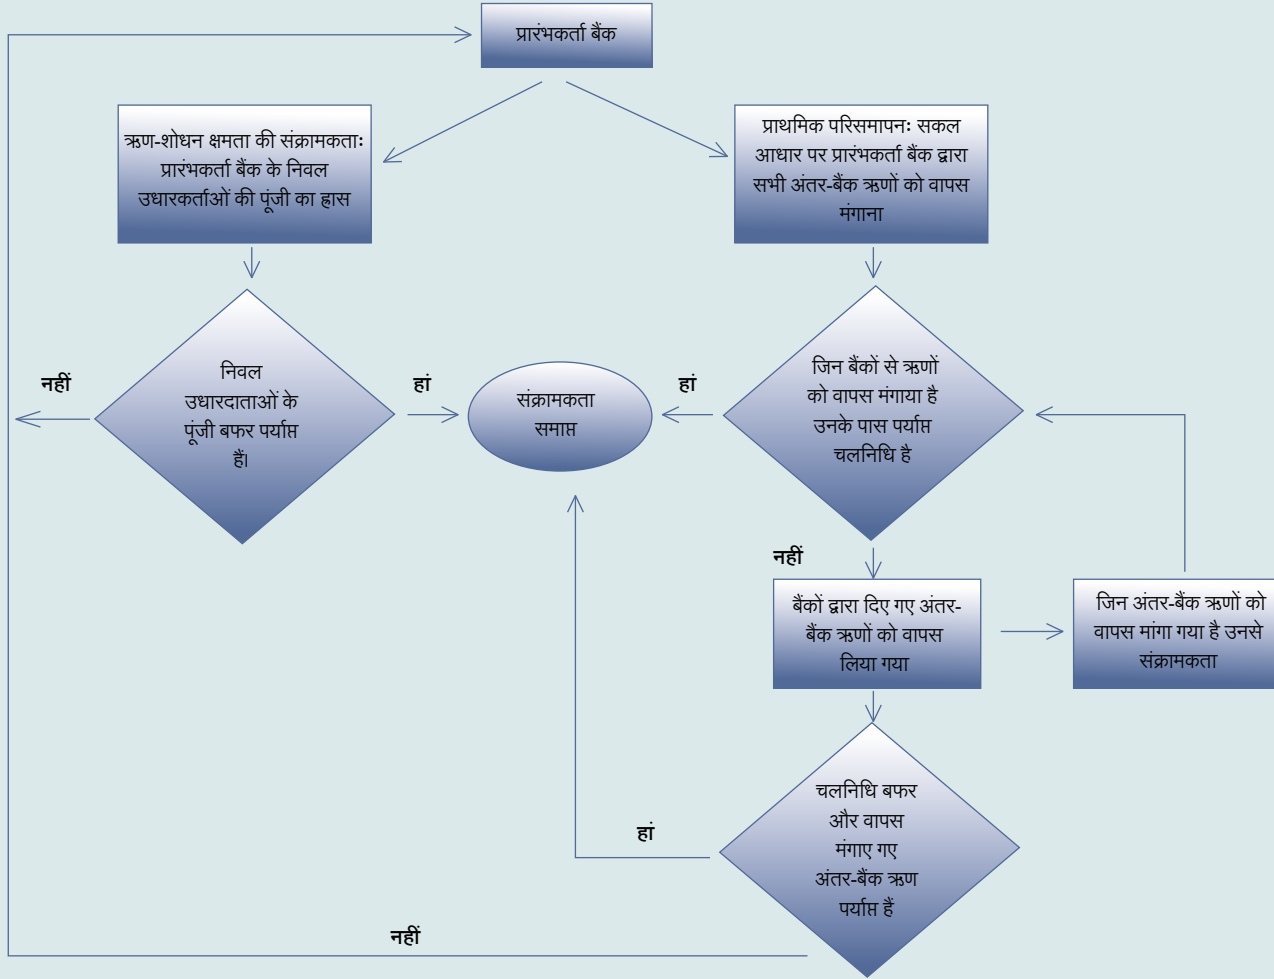 प्रारंभकर्ता बैंक
ऋण-शोधन क्षमता की संक्रामकताः
प्रारंभकर्ता बैंक के निवल
उधारकर्ताओं की पूंजी का ह्रास
प्राथमिक परिसमापनः सकल
आधार पर प्रारंभकर्ता बैंक द्वारा
सभी अंतर-बैंक ऋणों को वापस
मंगाना
नहीं
निवल
उधारदाताओं के
पूंजी बफर पर्याप्त
हैं।
हां
संक्रामकता
समाप्त
हां
जिन बैंकों से ऋणों
को वापस मंगाया है
उनके पास पर्याप्त
चलनिधि है
नहीं
बैंकों द्वारा दिए गए अंतर-
बैंक ऋणों को वापस
लिया गया
जिन अंतर-बैंक ऋणों को
वापस मांगा गया है उनसे
संक्रामकता
चलनिधि बफर
और वापस
मंगाए गए
अंतर-बैंक ऋण
पर्याप्त हैं
हां
नहीं